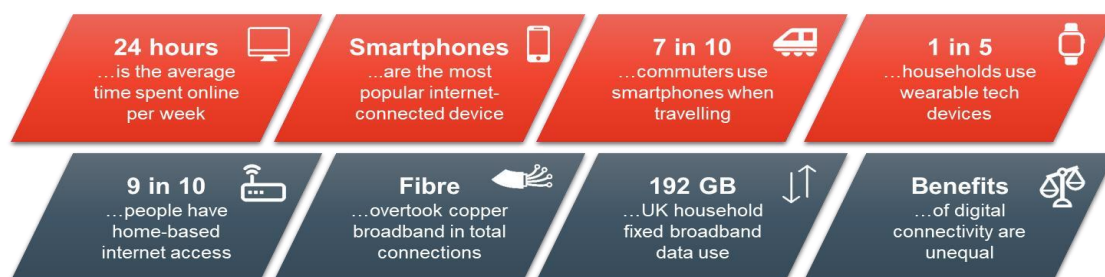 24 hours
...is the average
time spent online
per week
Smartphones
...are the most
popular internet-
connected device
7 in 10
...commuters use
smartphones when
travelling
1 in 5
...households use
wearable tech
devices
9 in 10
...people have
home-based
internet access
Fibre
...overtook copper
broadband in total
connections
192 GB
...UK household
fixed broadband
data use
Benefits
...of digital
connectivity are
unequal